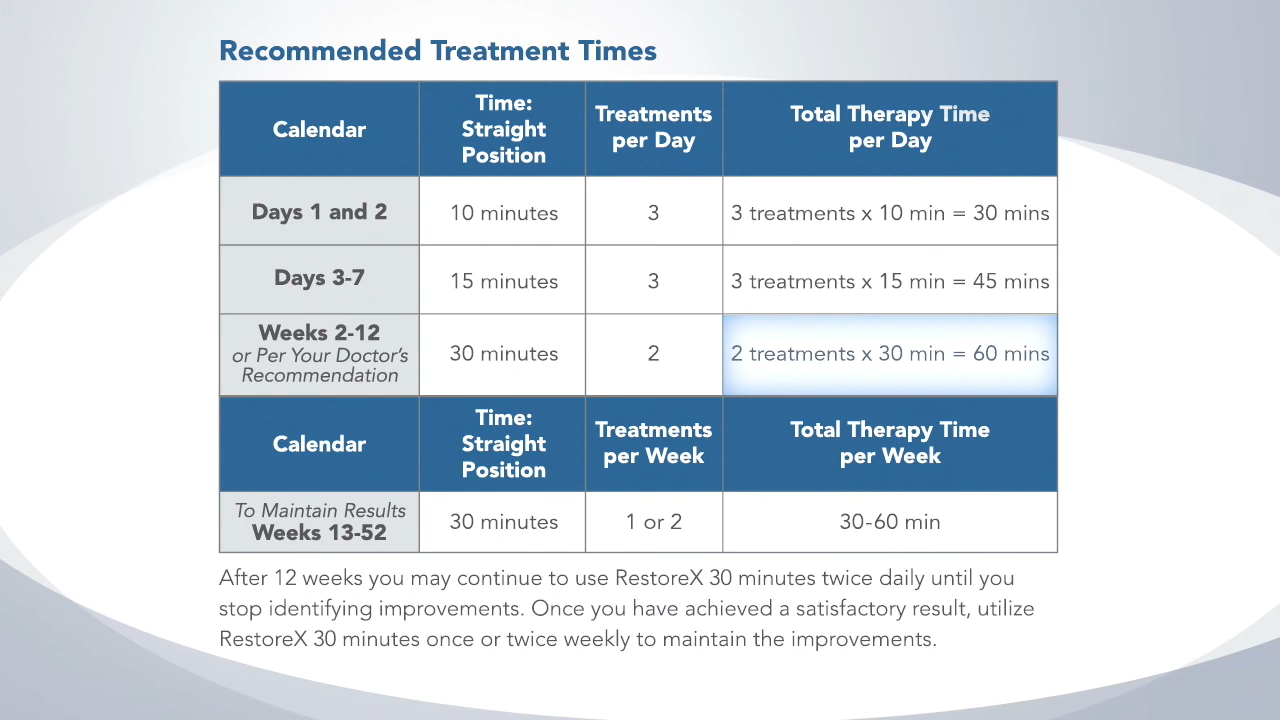 Recommended Treatment Times
Calendar
Time:
Straight
Position
Treatments
per Day
Total Therapy Time
per Day
Days 1 and 2
10 minutes
3
3 treatments x 10 min = 30 mins
Days 3-7
15 minutes
3
3 treatments x 15 min = 45 mins
Weeks 2-12
or Per Your Doctor's
Recommendation
30 minutes
2
2 treatments x 30 min = 60 mins
Calendar
Time:
Straight
Position
Treatments
per Week
Total Therapy Time
per Week
To Maintain Results
Weeks 13-52
30 minutes
1 or 2
30-60 min
After 12 weeks you may continue to use RestoreX 30 minutes twice daily until you
stop identifying improvements. Once you have achieved a satisfactory result, utilize
RestoreX 30 minutes once or twice weekly to maintain the improvements.